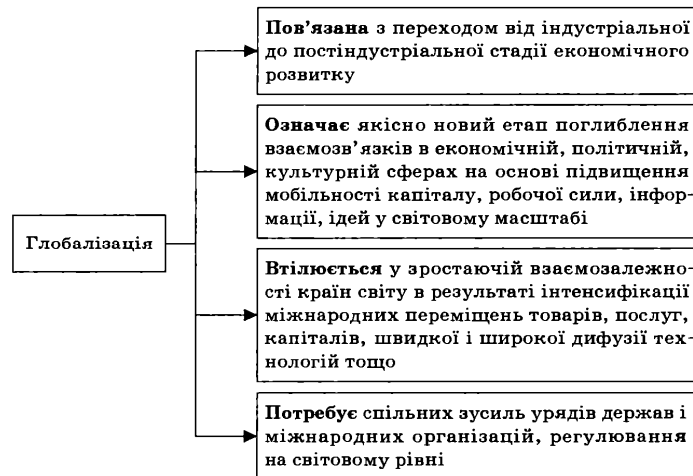 Пов’язана з переходом від індустріальної
до постіндустріальної стадії економічного
розвитку
Означає якісно новий етап поглиблення
взаємозв'язків в економічній, політичній,
культурній сферах на основі підвищення
мобільності капіталу, робочої сили, інфор-
мації, ідей у світовому масштабі
Глобалізація
Втілюється у зростаючій взаємозалежно-
сті країн світу в результаті інтенсифікації
міжнародних переміщень товарів, послуг,
капіталів, швидкої і широкої дифузії тех-
нологій тощо
Потребує спільних зусиль урядів держав і
міжнародних організацій, регулювання
на світовому рівні